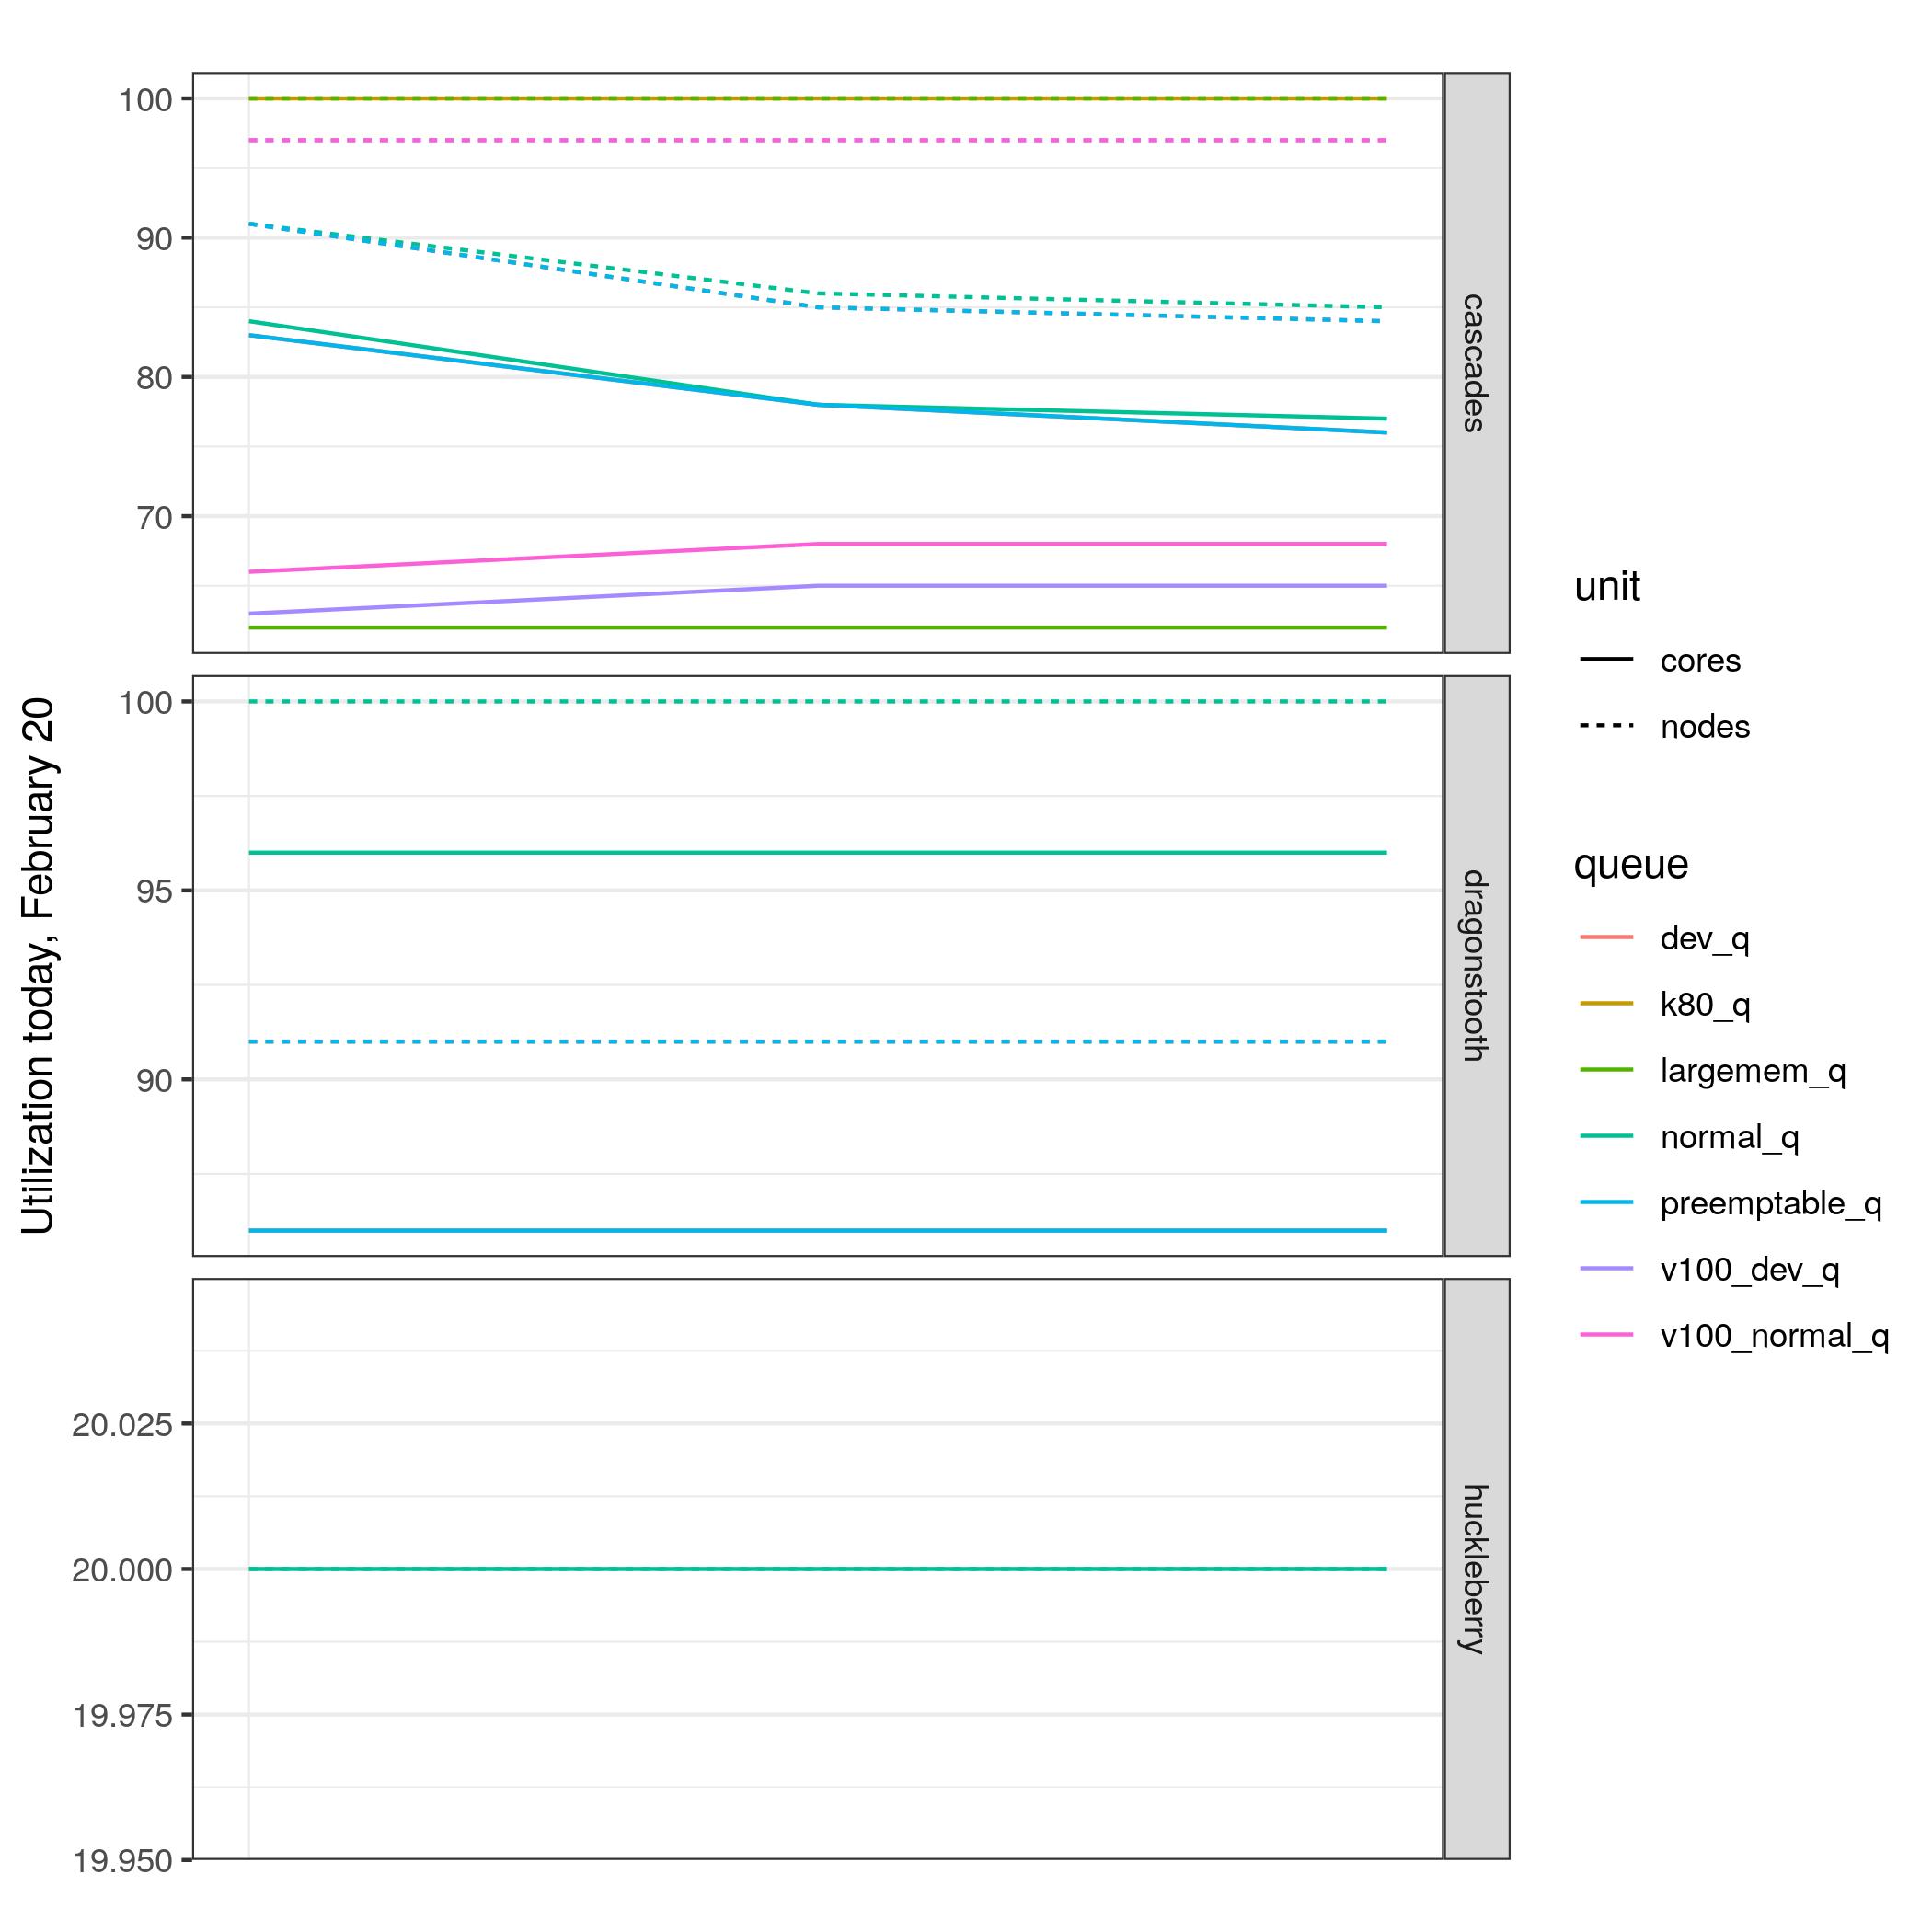 Utilization today, February 20
100
90
80
70
cascades
100
95
90
dragonstooth
20.025
20.000
19.975
19.950
huckleberry
unit
cores
nodes
queue
dev_q
k80_q
largemem_q
normal_q
preemptable_q
v100_dev_q
v100_normal_q